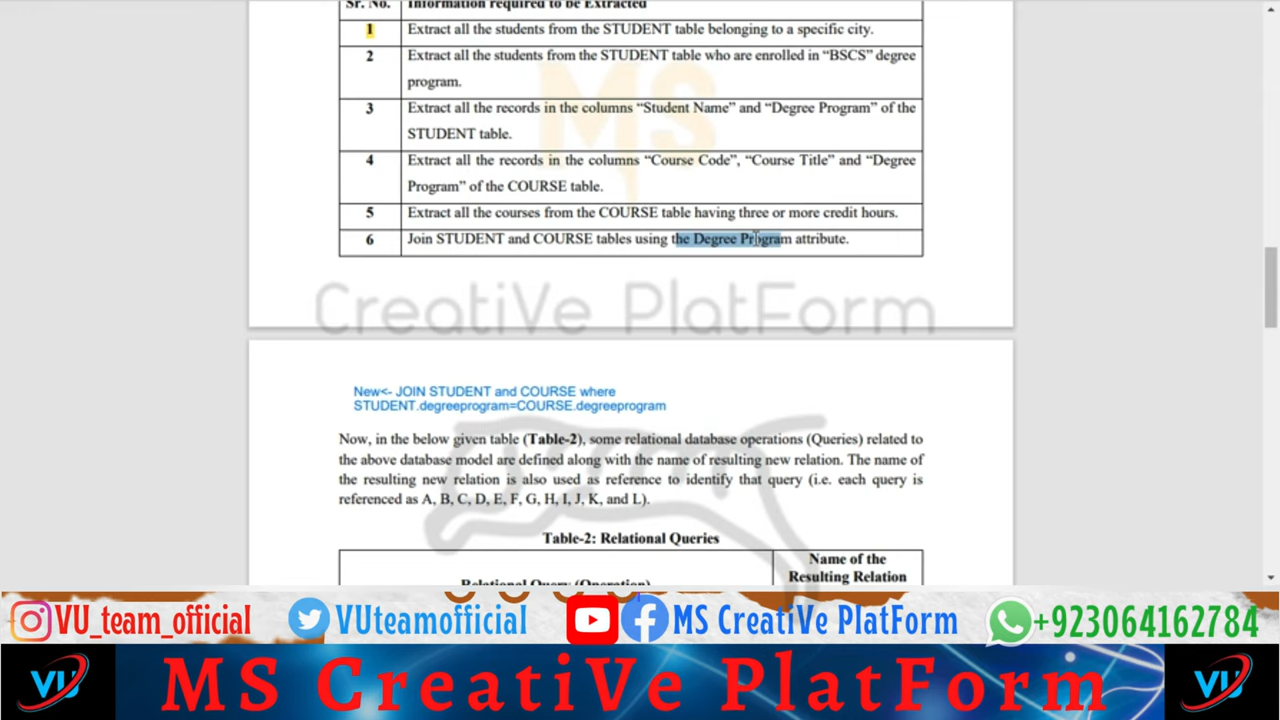 Sr. No. Information required to be Extracted
1 Extract all the students from the STUDENT table belonging to a specific city.
2 Extract all the students from the STUDENT table who are enrolled in “BSCS” degree
program.
3 Extract all the records in the columns “Student Name” and “Degree Program” of the
STUDENT table.
4 Extract all the records in the columns “Course Code”, “Course Title” and “Degree
Program” of the COURSE table.
5 Extract all the courses from the COURSE table having three or more credit hours.
6 Join STUDENT and COURSE tables using the Degree Program attribute.
MS
CreatiVe PlatForm
New<- JOIN STUDENT and COURSE where
STUDENT.degreeprogram=COURSE.degreeprogram
Now, in the below given table (Table-2), some relational database operations (Queries) related to
the above database model are defined along with the name of resulting new relation. The name of
the resulting new relation is also used as reference to identify that query (i.e. each query is
referenced as A, B, C, D, E, F, G, H, I, J, K, and L).
Table-2: Relational Queries
Relational Query (Operation)
Name of the
Resulting Relation
VU_team_official VUteamofficial MS CreatiVe PlatForm +923064162784
VU MS CreatiVe PlatForm VU